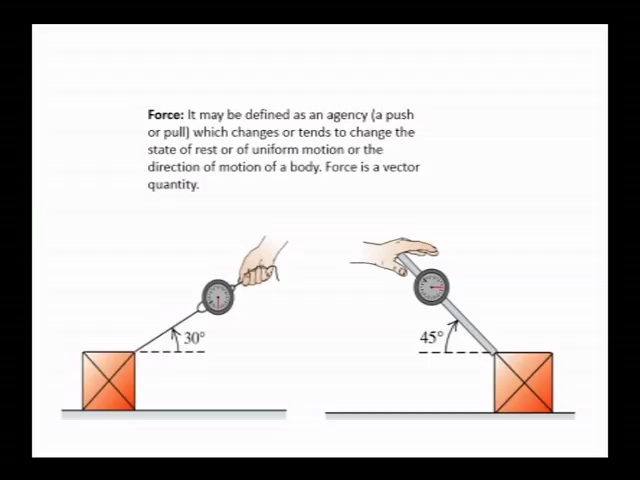 Force: It may be defined as an agency (a push
or pull) which changes or tends to change the
state of rest or of uniform motion or the
direction of motion of a body. Force is a vector
quantity.
30°
45°